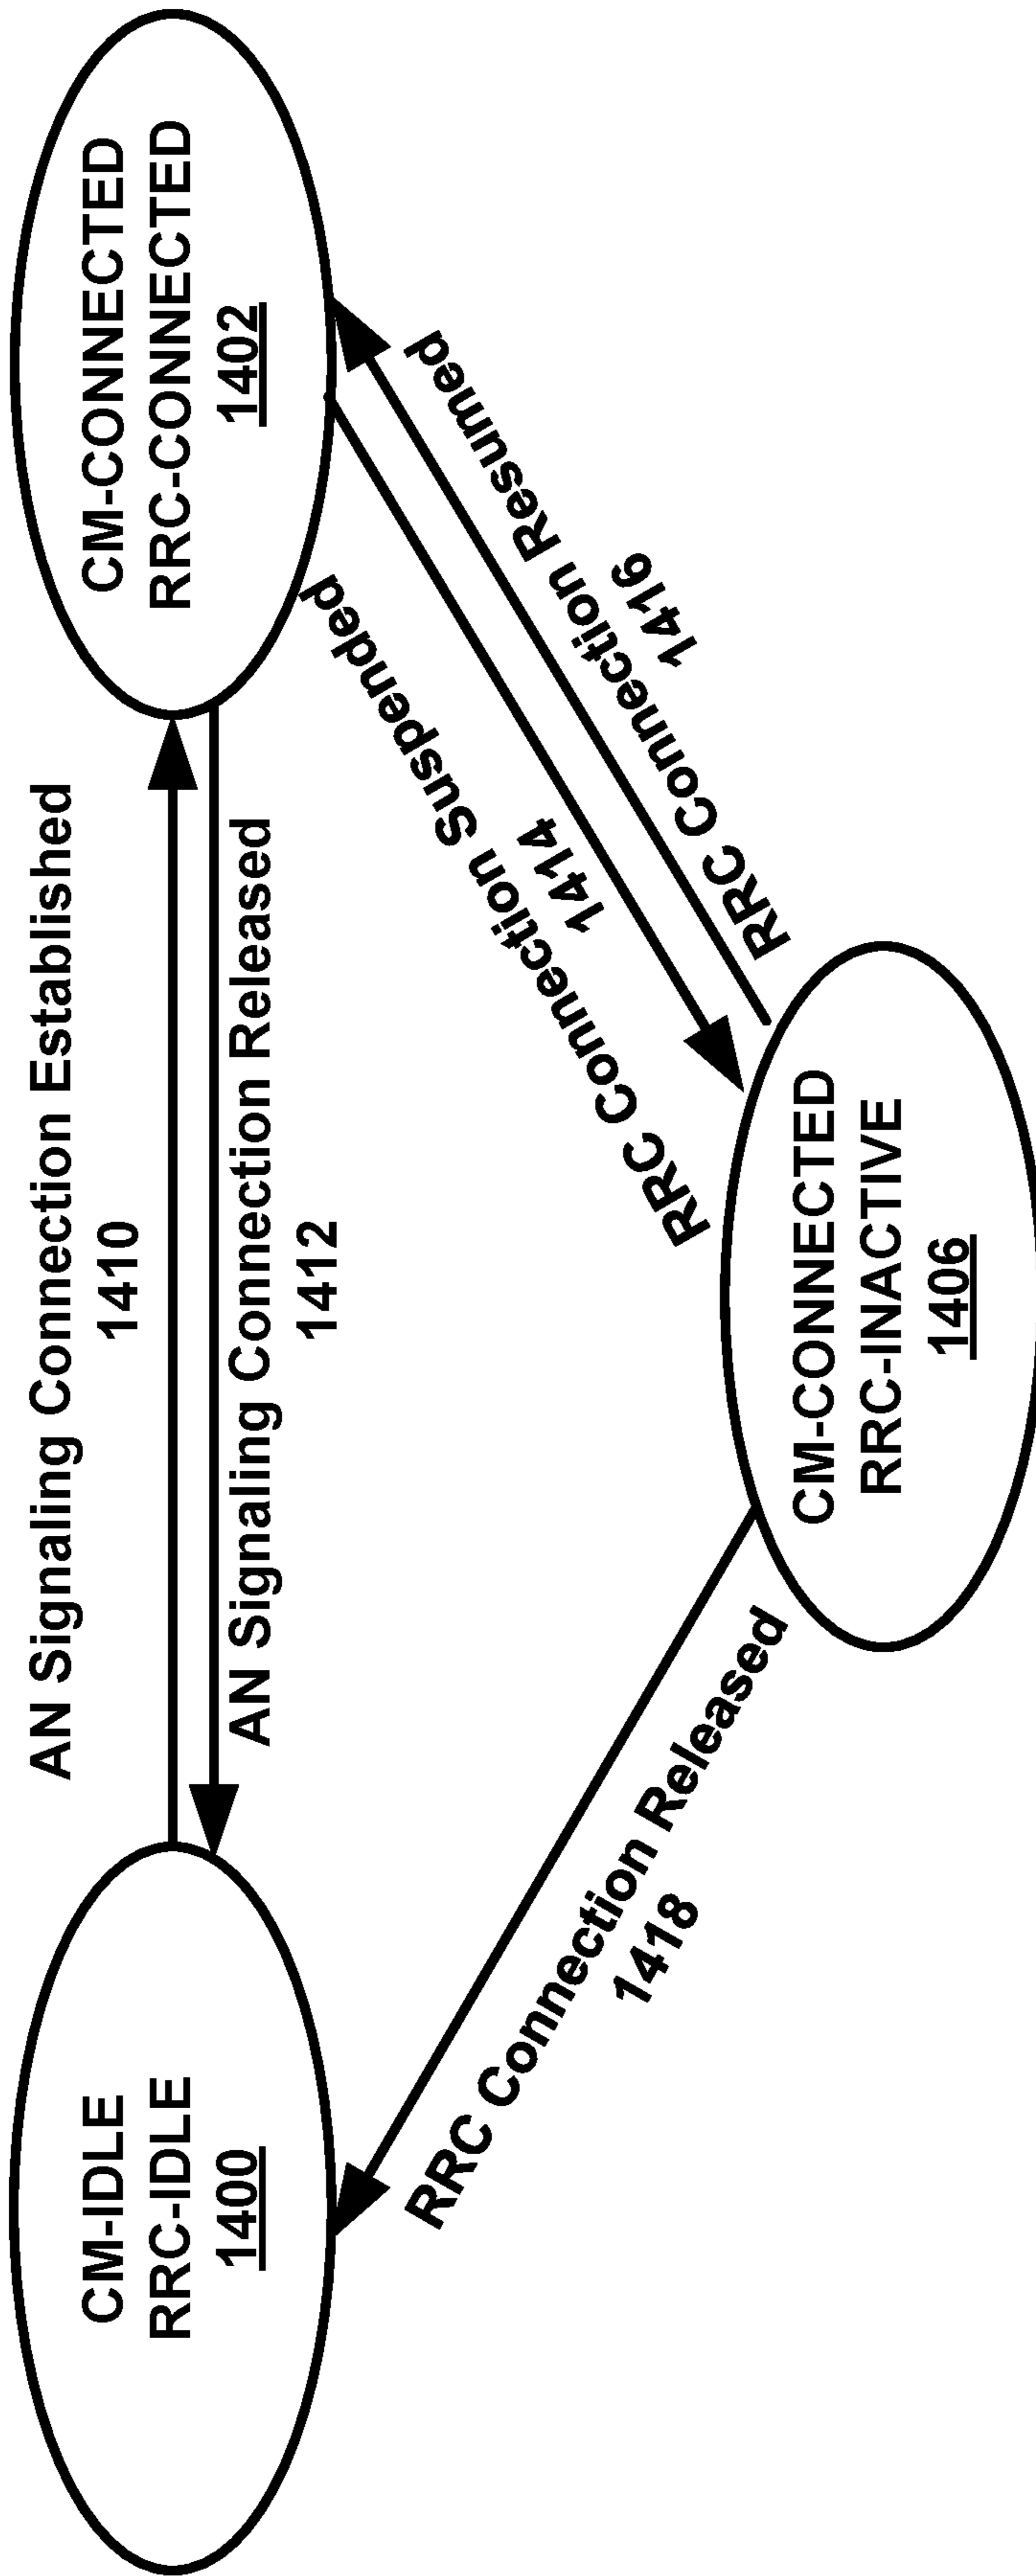 AN Signaling Connection Established
1410
CM-IDLE
RRC-IDLE
1400
CM-CONNECTED
RRC-CONNECTED
1402
AN Signaling Connection Released
1412
RRC Connection Released
1418
RRC Connection Suspended
1414
RRC Connection Resumed
1416
CM-CONNECTED
RRC-INACTIVE
1406